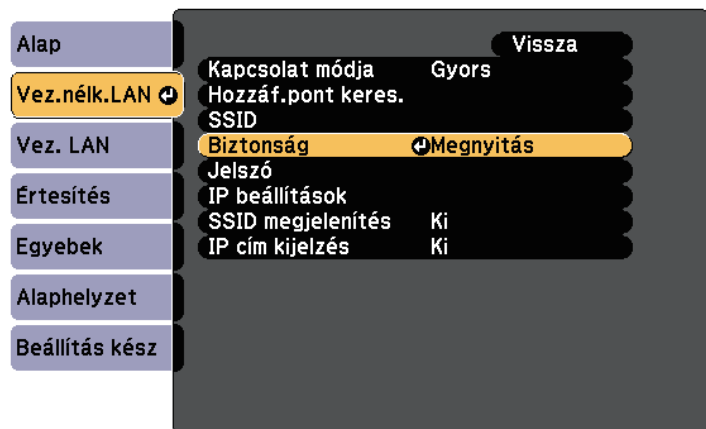 Alap
Vez.nélk.LAN
Vez. LAN
Értesítés
Egyebek
Alaphelyzet
Beállítás kész
Vissza
Kapcsolat módja Gyors
Hozzáf.pont keres.
SSID
Biztonság Megnyitás
Jelszó
IP beállítások
SSID megjelenítés Ki
IP cím kijelzés Ki